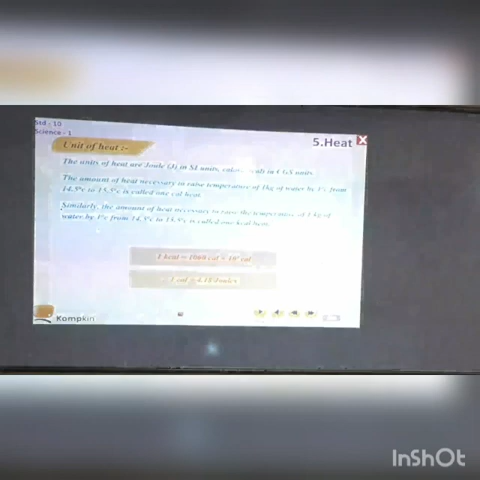 Std - 10
Science - 1
5.Heat
Unit of heat :-
The units of heat are Joule (J) in SI units, calorie (cal) in CGS units
The amount of heat necessary to raise temperature of 1kg of water by 1°c from
14.5°c to 15.5°c is called one cal heat.
Similarly, the amount of heat necessary to raise the temperature of 1 kg of
water by 1°c from 14.5°c to 15.5°c is called one kcal heat.
1 kcal = 1000 cal = 10³ cal
1 cal = 4.18 Joules
Kompkin
InShOt